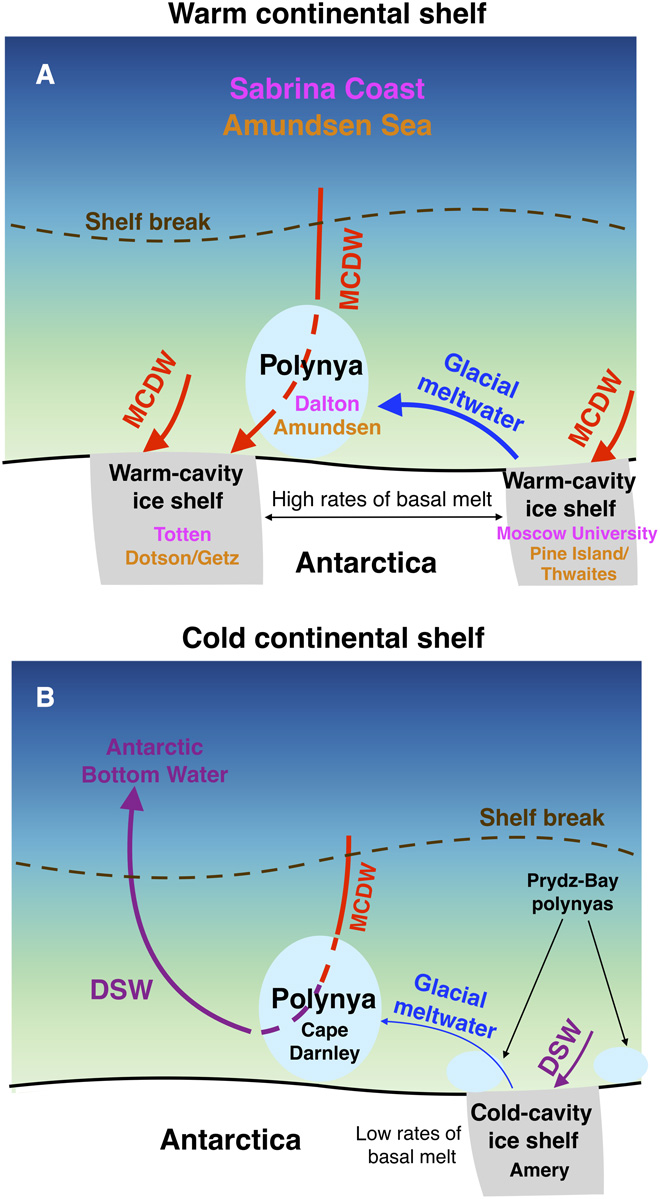 Warm continental shelf
A
Sabrina Coast
Amundsen Sea
Shelf break
MCDW
Polynya
Dalton
Amundsen
Glacial
meltwater
MCDW
MCDW
Warm-cavity
ice shelf
Totten
Dotson/Getz
High rates of basal melt
Antarctica
Warm-cavity
ice shelf
Moscow University
Pine Island/
Thwaites
Cold continental shelf
B
Antarctic
Bottom Water
Shelf break
MCDW
Prydz-Bay
polynyas
DSW
Polynya
Cape
Darnley
Glacial
meltwater
DSW
Antarctica
Low rates of
basal melt
Cold-cavity
ice shelf
Amery